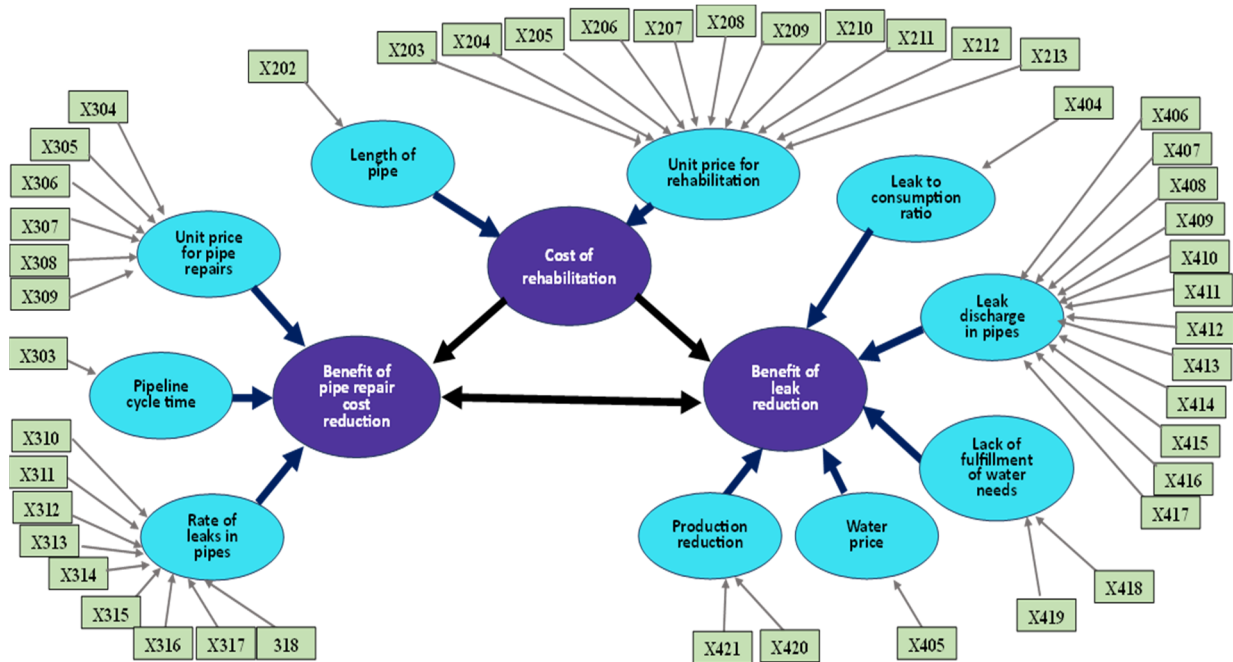 X206
X207
X208
X209
X210
X205
X211
X204
X212
X203
X213
X202
X404
X304
X406
X305
Length of
pipe
Unit price for
rehabilitation
X407
X306
Leak to
consumption
ratio
X408
X307
X409
Unit price
for pipe
repairs
X308
Cost of
rehabilitation
X410
X309
X411
Leak
discharge
in pipes
X412
X303
X413
Pipeline
cycle time
Benefit of
pipe repair
cost
reduction
Benefit of
leak
reduction
X414
X310
X415
X311
Lack of
fulfillment
of water
needs
X416
X312
X417
X313
Rate of
leaks in
pipes
Production
reduction
Water
price
X314
X418
X315
X419
X316
X317
318
X421
X420
X405